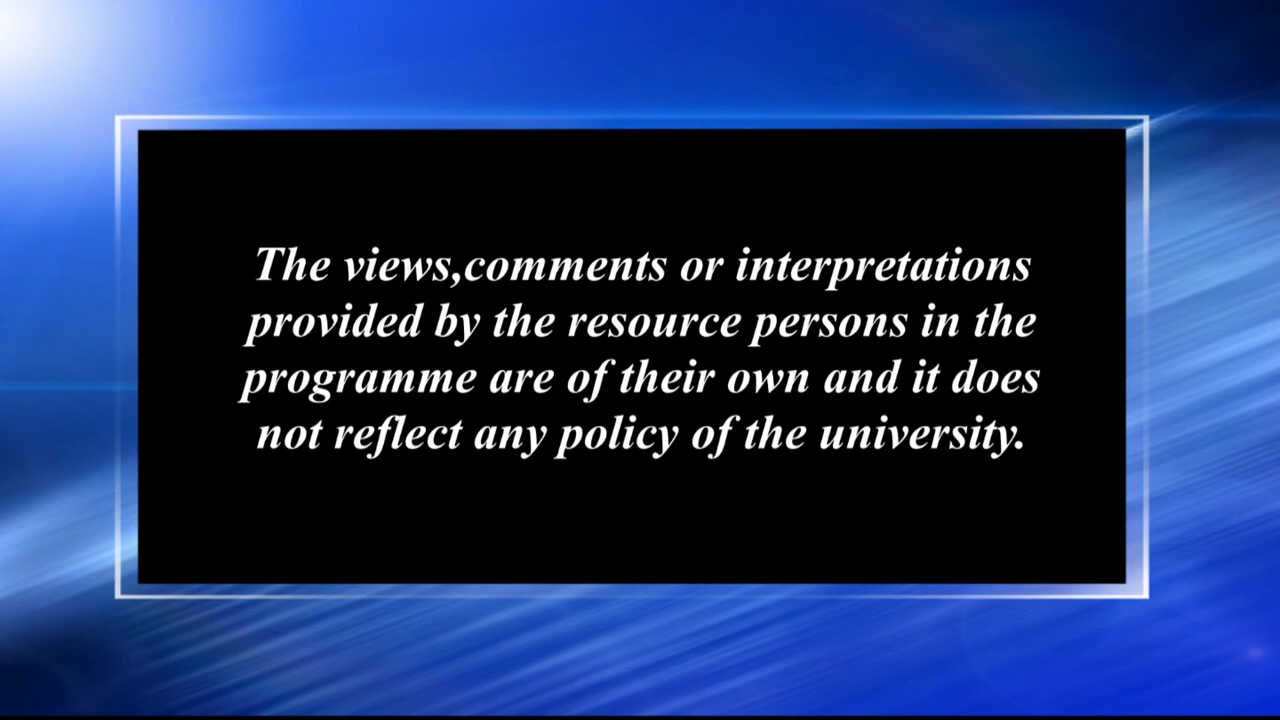 The views,comments or interpretations
provided by the resource persons in the
programme are of their own and it does
not reflect any policy of the university.